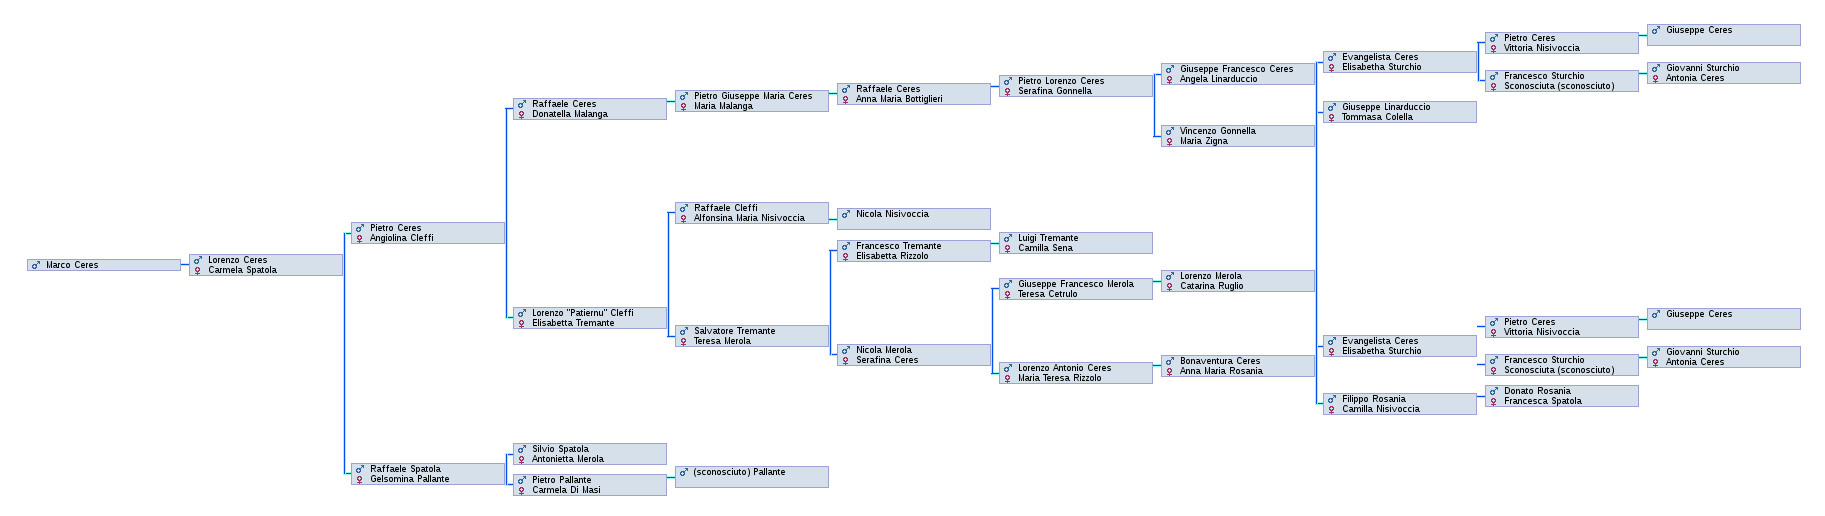 Marco Ceres
Lorenzo Ceres
Carmela Spatola
Pietro Ceres
Angiolina Cleffi
Raffaele Spatola
Gelsomina Pallante
Raffaele Ceres
Donatella Malanga
Lorenzo "Patiernu" Cleffi
Elisabetta Tremante
Silvio Spatola
Antonietta Merola
Pietro Pallante
Carmela Di Masi
Pietro Giuseppe Maria Ceres
Maria Malanga
Raffaele Cleffi
Alfonsina Maria Nisivoccia
Salvatore Tremante
Teresa Merola
(sconosciuto) Pallante
Raffaele Ceres
Anna Maria Bottiglieri
Nicola Nisivoccia
Francesco Tremante
Elisabetta Rizzolo
Nicola Merola
Serafina Ceres
Pietro Lorenzo Ceres
Serafina Gonnella
Luigi Tremante
Camilla Sena
Giuseppe Francesco Merola
Teresa Cetrulo
Lorenzo Antonio Ceres
Maria Teresa Rizzolo
Giuseppe Francesco Ceres
Angela Linarduccio
Vincenzo Gonnella
Maria Zigna
Lorenzo Merola
Catarina Ruglio
Bonaventura Ceres
Anna Maria Rosania
Evangelista Ceres
Elisabetha Sturchio
Giuseppe Linarduccio
Tommasa Colella
Evangelista Ceres
Elisabetha Sturchio
Filippo Rosania
Camilla Nisivoccia
Pietro Ceres
Vittoria Nisivoccia
Francesco Sturchio
Sconosciuta (sconosciuto)
Pietro Ceres
Vittoria Nisivoccia
Francesco Sturchio
Sconosciuta (sconosciuto)
Donato Rosania
Francesca Spatola
Giuseppe Ceres
Giovanni Sturchio
Antonia Ceres
Giuseppe Ceres
Giovanni Sturchio
Antonia Ceres